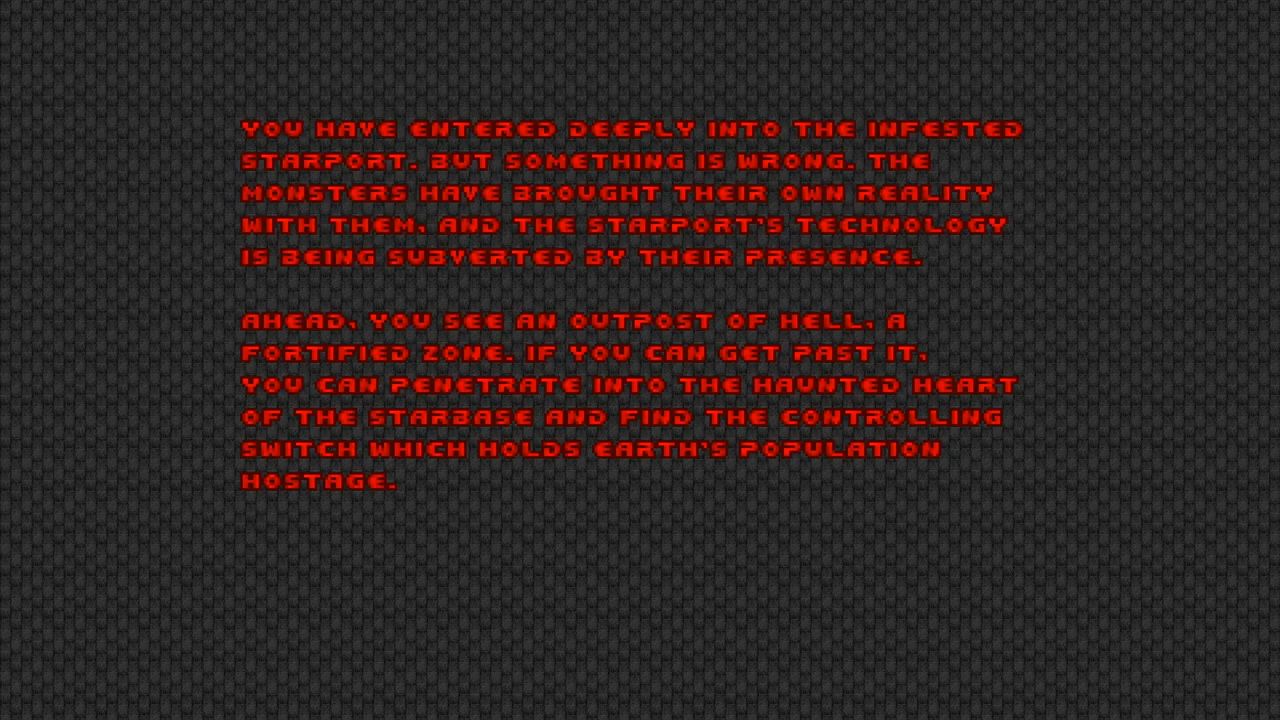 YOU HAVE ENTERED DEEPLY INTO THE INFESTED
STARPORT. BUT SOMETHING IS WRONG. THE
MONSTERS HAVE BROUGHT THEIR OWN REALITY
WITH THEM, AND THE STARPORT'S TECHNOLOGY
IS BEING SUBVERTED BY THEIR PRESENCE.
AHEAD, YOU SEE AN OUTPOST OF HELL, A
FORTIFIED ZONE. IF YOU CAN GET PAST IT,
YOU CAN PENETRATE INTO THE HAUNTED HEART
OF THE STARBASE AND FIND THE CONTROLLING
SWITCH WHICH HOLDS EARTH'S POPULATION
HOSTAGE.